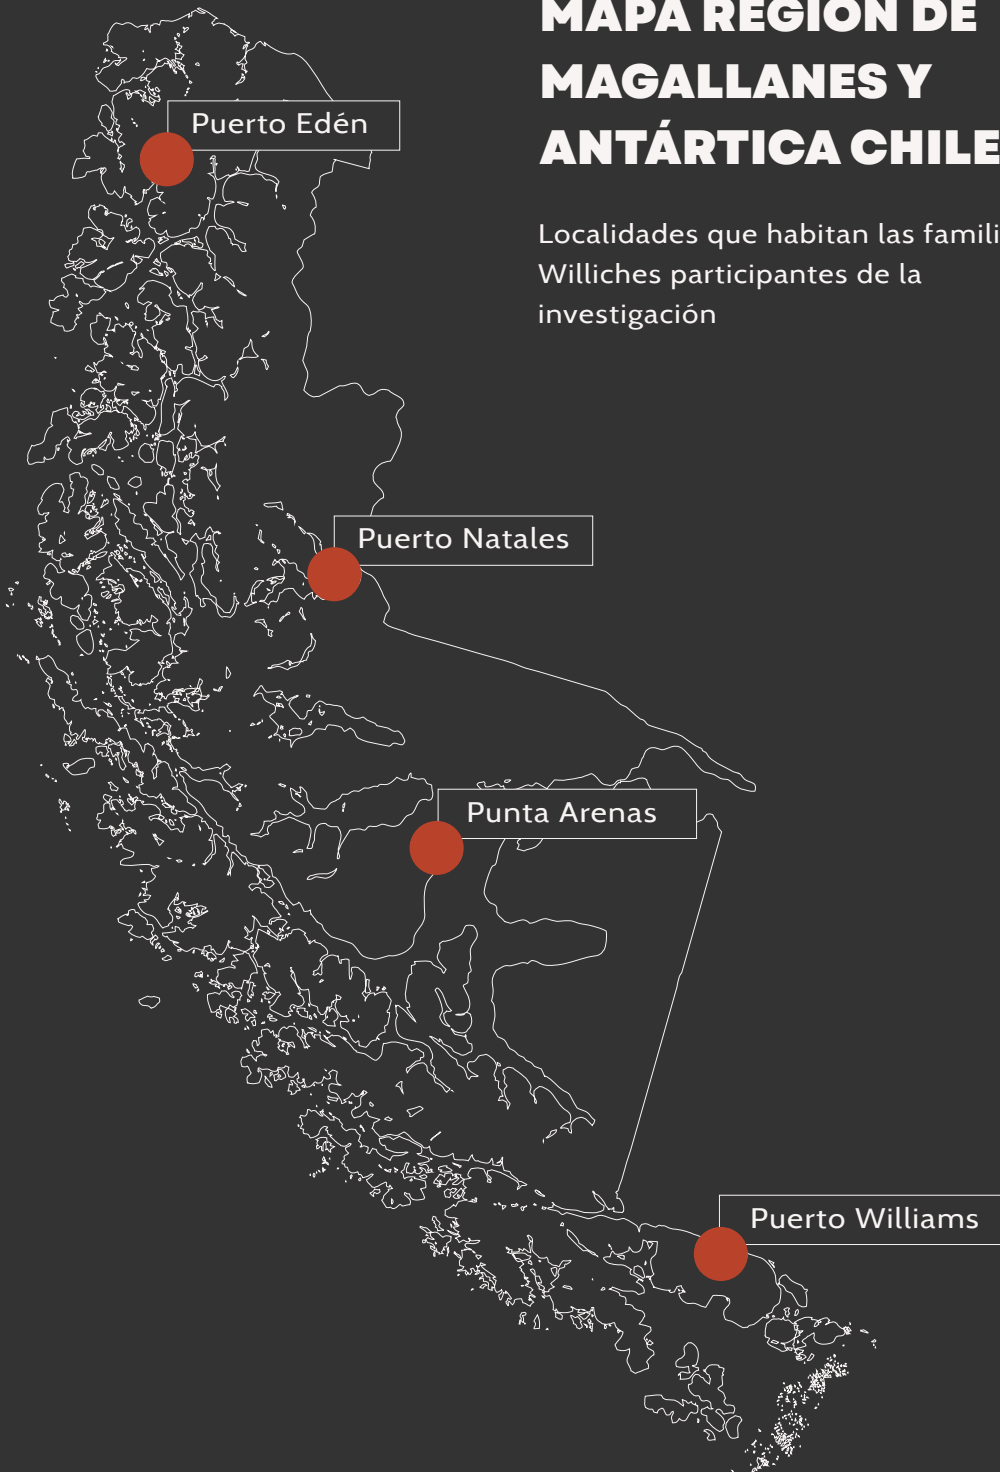 MAPA REGIÓN DE
MAGALLANES Y
ANTÁRTICA CHILE
Localidades que habitan las famili
Williches participantes de la
investigación
Puerto Edén
Puerto Natales
Punta Arenas
Puerto Williams